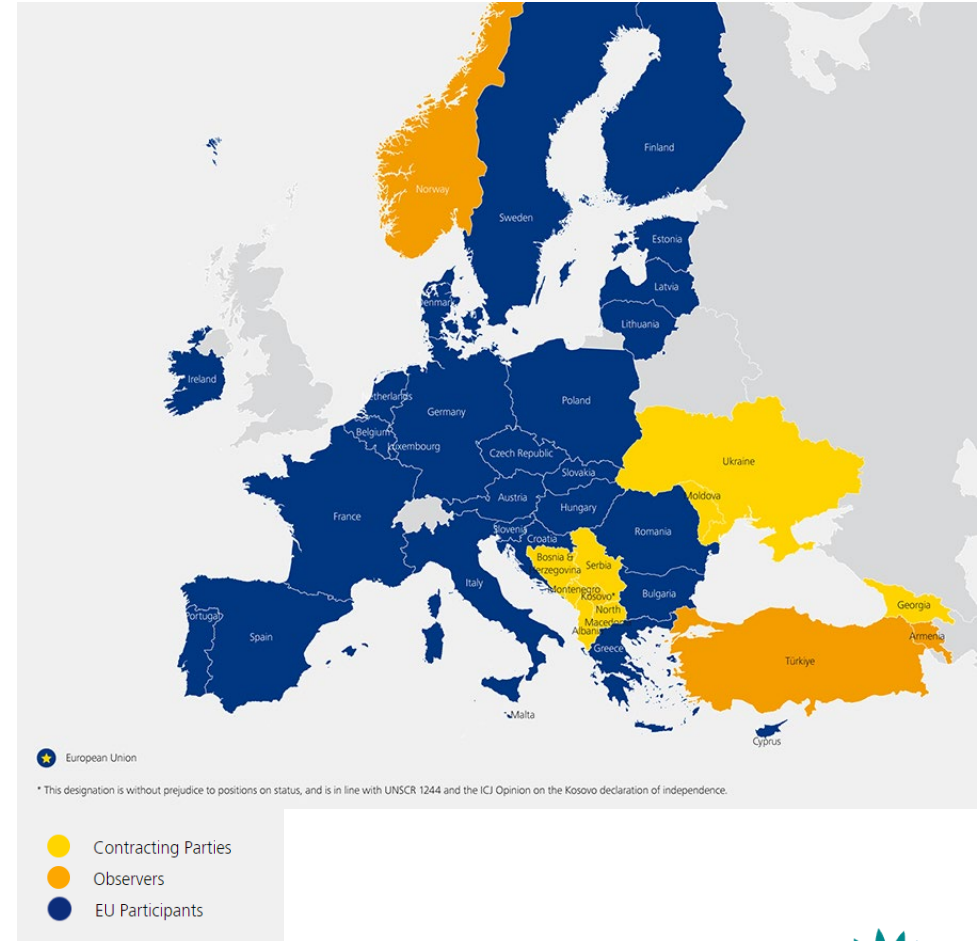 Finland
Norway
Sweden
Estonia
Latvia
Denmark
Lithuania
Ireland
Netherlands
Poland
Germany
Belgium
Luxembourg
Czech Republic
Ukraine
Slovakia
Moldova
Austria
Hungary
France
Slovenia
Romania
Croatia
Bosnia &
Herzegovina
Serbia
Italy
Montenegro
Kosovo*
Bulgaria
Georgia
North
Macedonia
Portugal
Spain
Albania
Armenia
Greece
Türkiye
Malta
Cyprus
European Union
* This designation is without prejudice to positions on status, and is in line with UNSCR 1244 and the ICJ Opinion on the Kosovo declaration of independence.
Contracting Parties
Observers
EU Participants